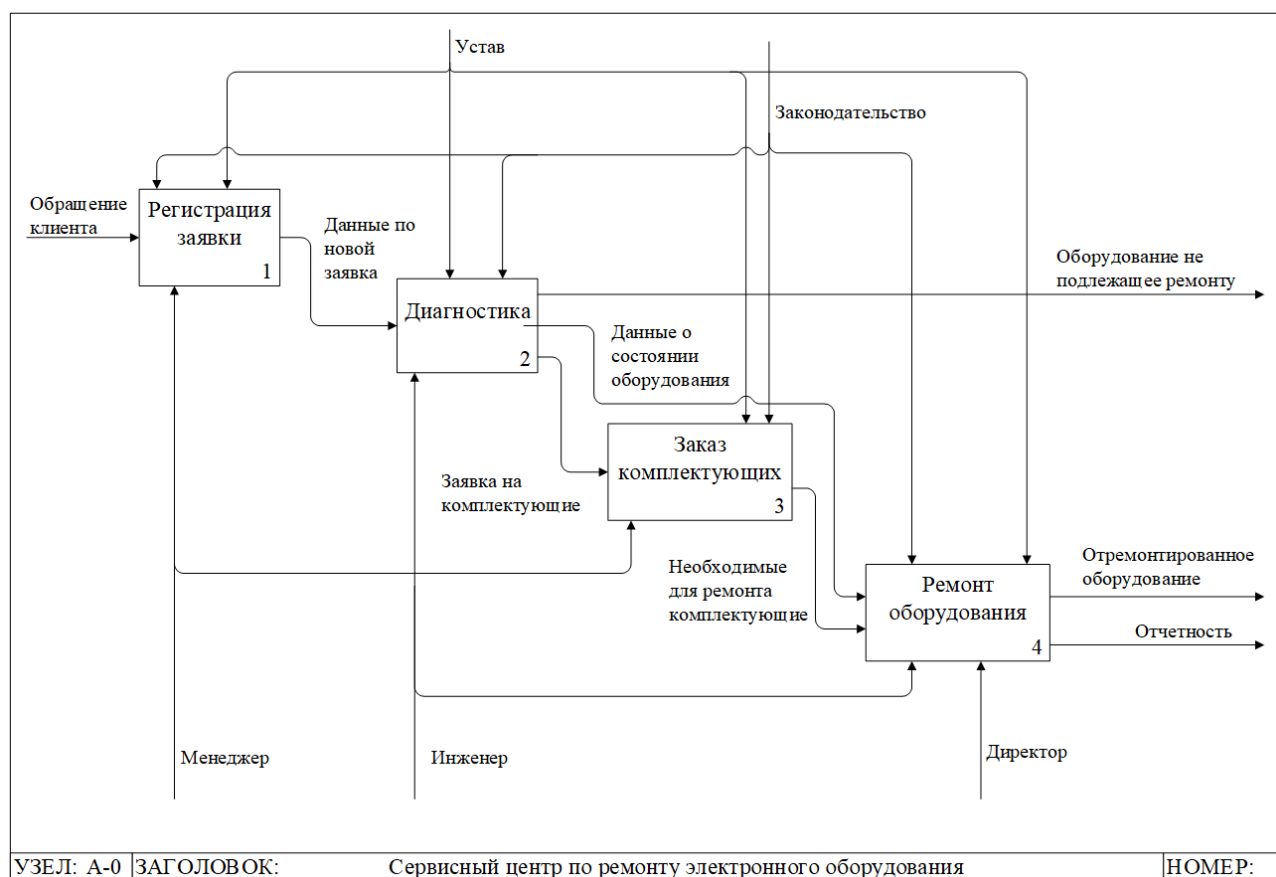 Устав
Законодательство
Обращение
клиента
Регистрация
заявки
1
Данные по
новой
заявка
Оборудование не
подлежащее ремонту
Диагностика
2
Данные о
состоянии
оборудования
Заказ
комплектующих
3
Заявка на
комплектующие
Необходимые
для ремонта
комплектующие
Ремонт
оборудования
4
Отремонтированное
оборудование
Отчетность
Менеджер
Инженер
Директор
УЗЕЛ: А-0 ЗАГОЛОВОК: Сервисный центр по ремонту электронного оборудования НОМЕР: